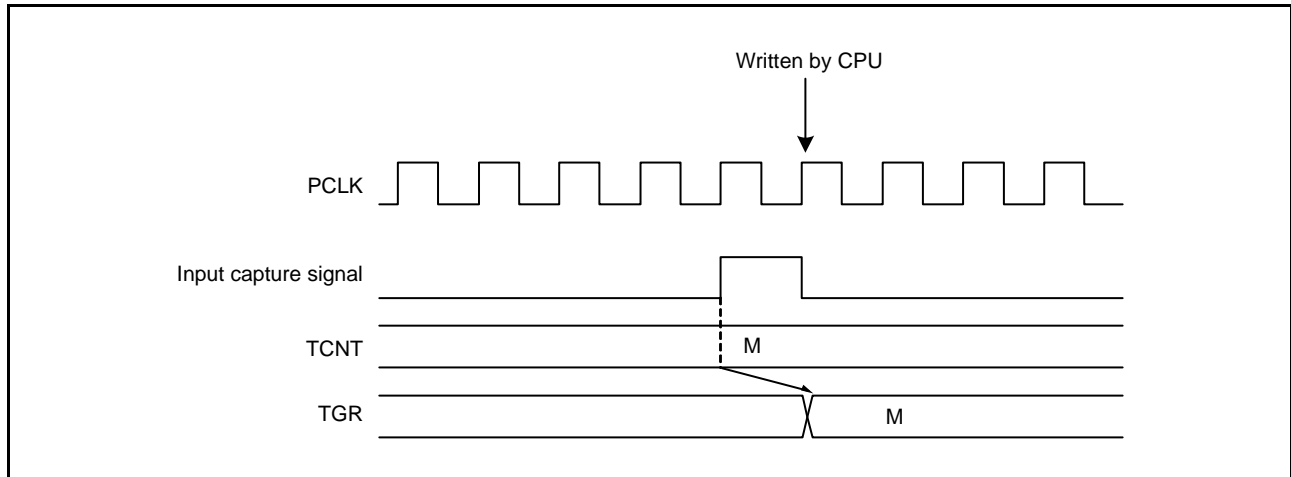 Written by CPU
PCLK
Input capture signal
TCNT
M
TGR
M